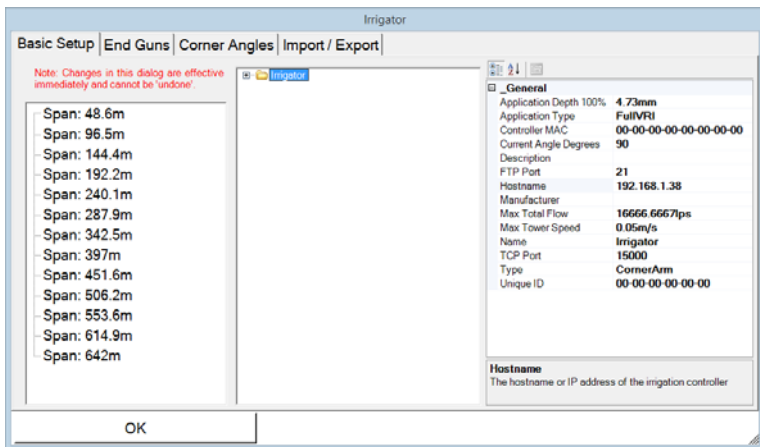 Irrigator
Basic Setup End Guns Corner Angles Import / Export
Note: Changes in this dialog are effective
immediately and cannot be 'undone'.
Span: 48.6m
Span: 96.5m
Span: 144.4m
Span: 192.2m
Span: 240.1m
Span: 287.9m
Span: 342.5m
Span: 397m
Span: 451.6m
Span: 506.2m
Span: 553.6m
Span: 614.9m
Span: 642m
Irrigator
_General
Application Depth 100% 4.73mm
Application Type FullVRI
Controller MAC 00-00-00-00-00-00-00-00
Current Angle Degrees 90
Description
FTP Port 21
Hostname 192.168.1.38
Manufacturer
Max Total Flow 16666.6667lps
Max Tower Speed 0.05m/s
Name Irrigator
TCP Port 15000
Type CornerArm
Unique ID 00-00-00-00-00-00
Hostname
The hostname or IP address of the irrigation controller
OK